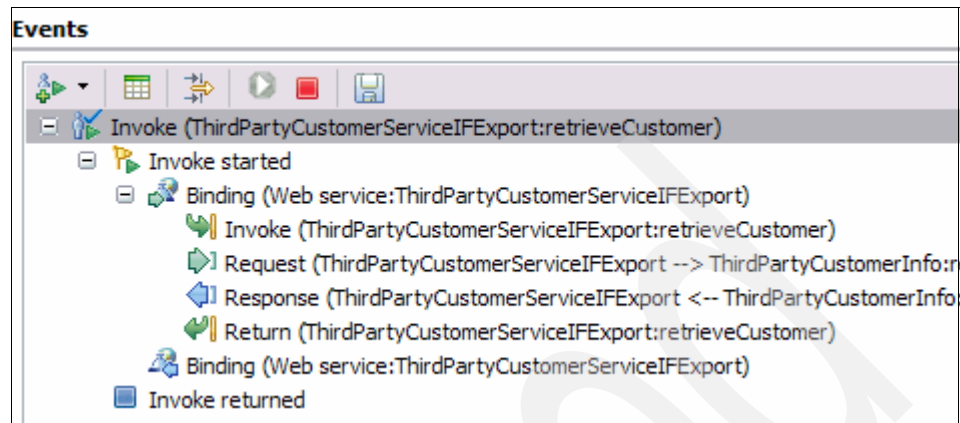 Events
Invoke (ThirdPartyCustomerServiceIFExport:retrieveCustomer)
Invoke started
Binding (Web service:ThirdPartyCustomerServiceIFExport)
Invoke (ThirdPartyCustomerServiceIFExport:retrieveCustomer)
Request (ThirdPartyCustomerServiceIFExport --> ThirdPartyCustomerInfo:r
Response (ThirdPartyCustomerServiceIFExport <-- ThirdPartyCustomerInfo:
Return (ThirdPartyCustomerServiceIFExport:retrieveCustomer)
Binding (Web service:ThirdPartyCustomerServiceIFExport)
Invoke returned